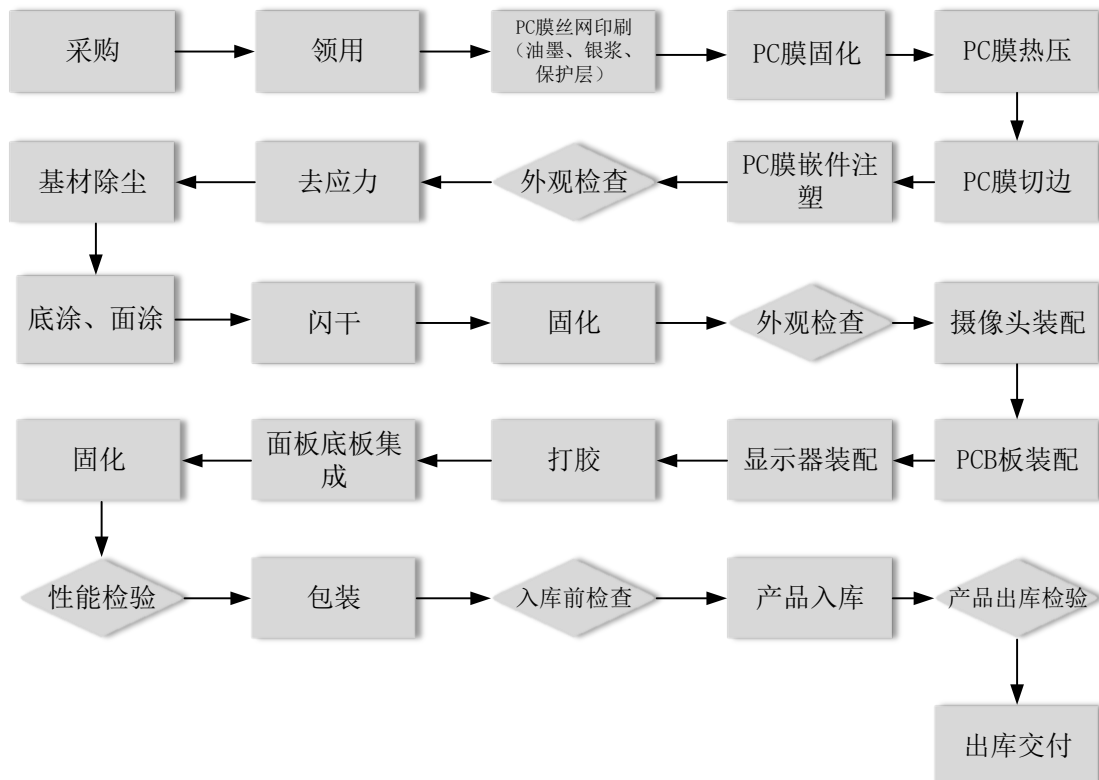 采购
领用
PC膜丝网印刷
（油墨、银浆、
保护层）
PC膜固化
PC膜热压
基材除尘
去应力
外观检查
PC膜嵌件注
塑
PC膜切边
底涂、面涂
闪干
固化
外观检查
摄像头装配
固化
面板底板集
成
打胶
显示器装配
PCB板装配
性能检验
包装
入库前检查
产品入库
产品出库检验
出库交付